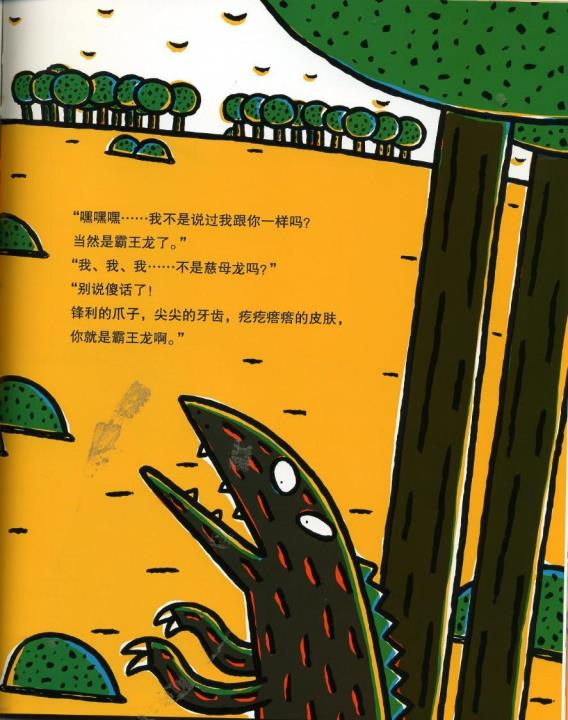 “嘿嘿嘿……我不是说过我跟你一样吗？
当然是霸王龙了。”
“我、我、我……不是慈母龙吗？”
“别说傻话了！
锋利的爪子，尖尖的牙齿，疙疙瘩瘩的皮肤，
你就是霸王龙啊。”